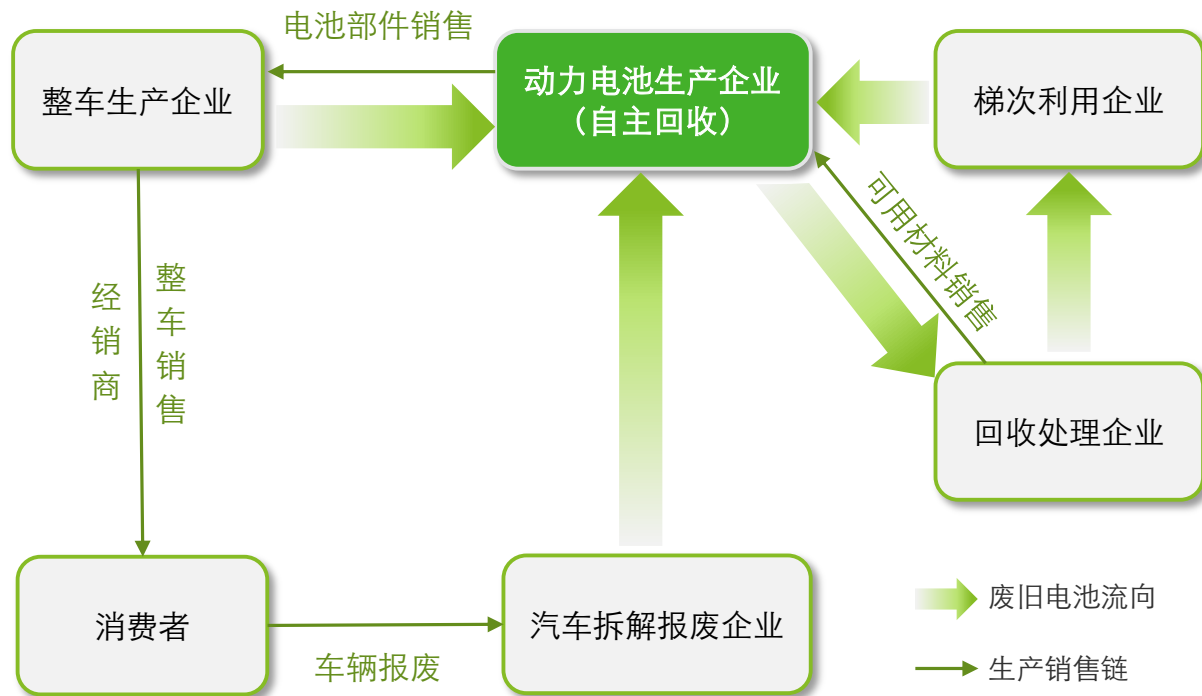 电池部件销售
整车生产企业
动力电池生产企业
（自主回收）
梯次利用企业
可用材料销售
经销商
整车销售
回收处理企业
消费者
车辆报废
汽车拆解报废企业
废旧电池流向
生产销售链